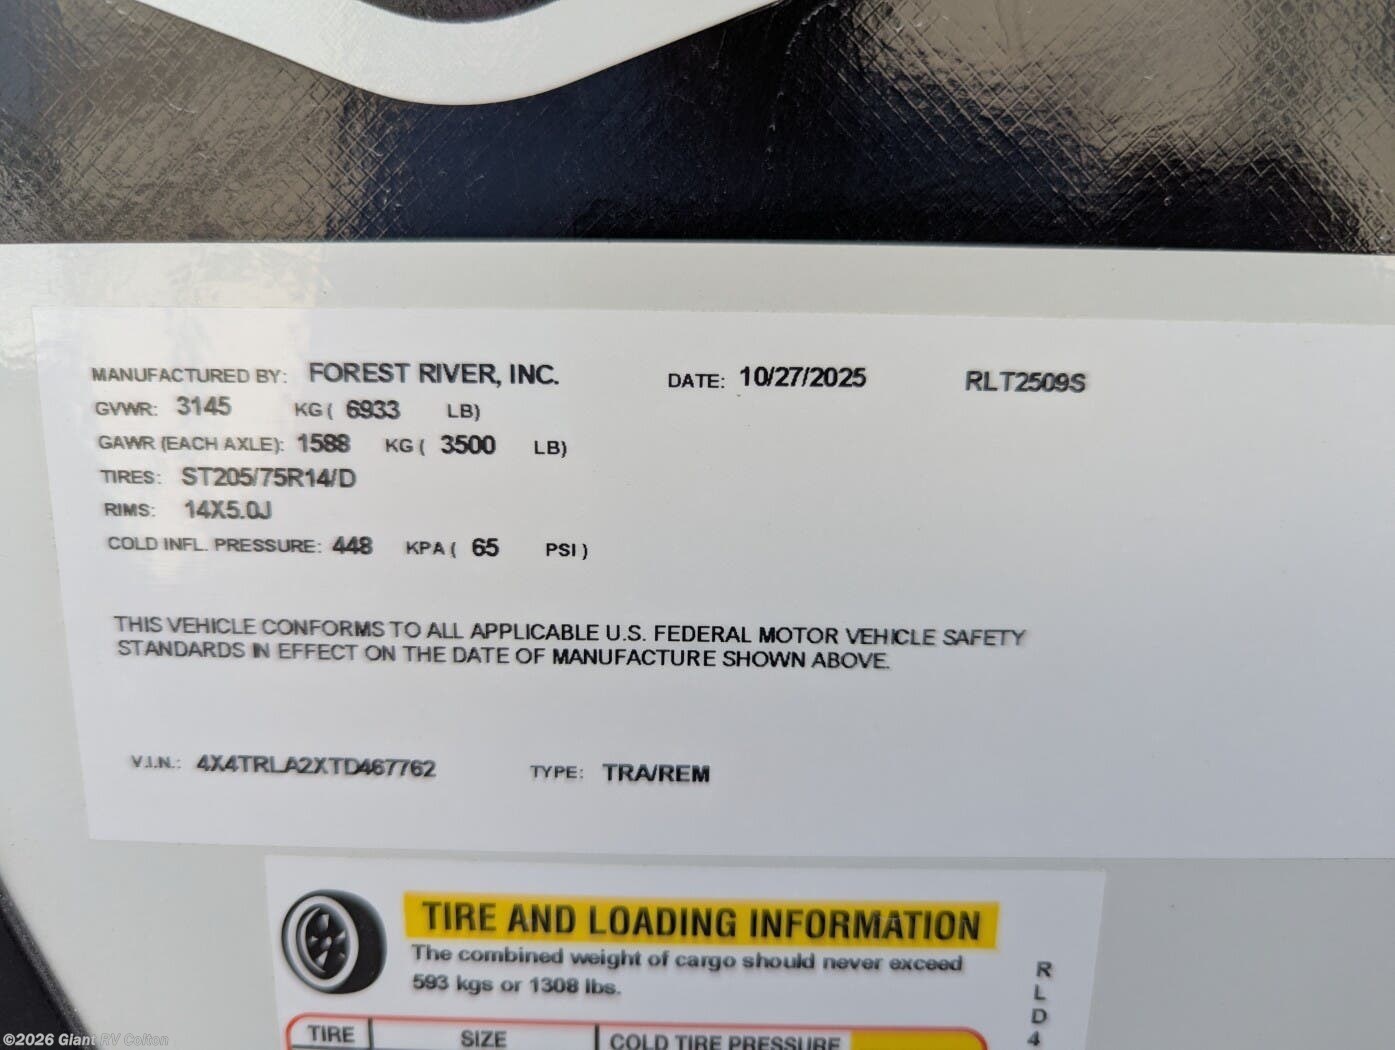 MANUFACTURED BY: FOREST RIVER, INC. DATE: 10/27/2025 RLT2509S
GVWR: 3145 KG ( 6933 LB)
GAWR (EACH AXLE): 1588 KG ( 3500 LB)
TIRES: ST205/75R14/D
RIMS: 14X5.0J
COLD INFL. PRESSURE: 448 KPA ( 65 PSI )
THIS VEHICLE CONFORMS TO ALL APPLICABLE U.S. FEDERAL MOTOR VEHICLE SAFETY
STANDARDS IN EFFECT ON THE DATE OF MANUFACTURE SHOWN ABOVE.
V.I.N.: 4X4TRLA2XTD467762 TYPE: TRA/REM
TIRE AND LOADING INFORMATION
The combined weight of cargo should never exceed
593 kgs or 1308 lbs.
RLD4
TIRE SIZE COLD TIRE PRESSURE
©2026 Giant RV Colton